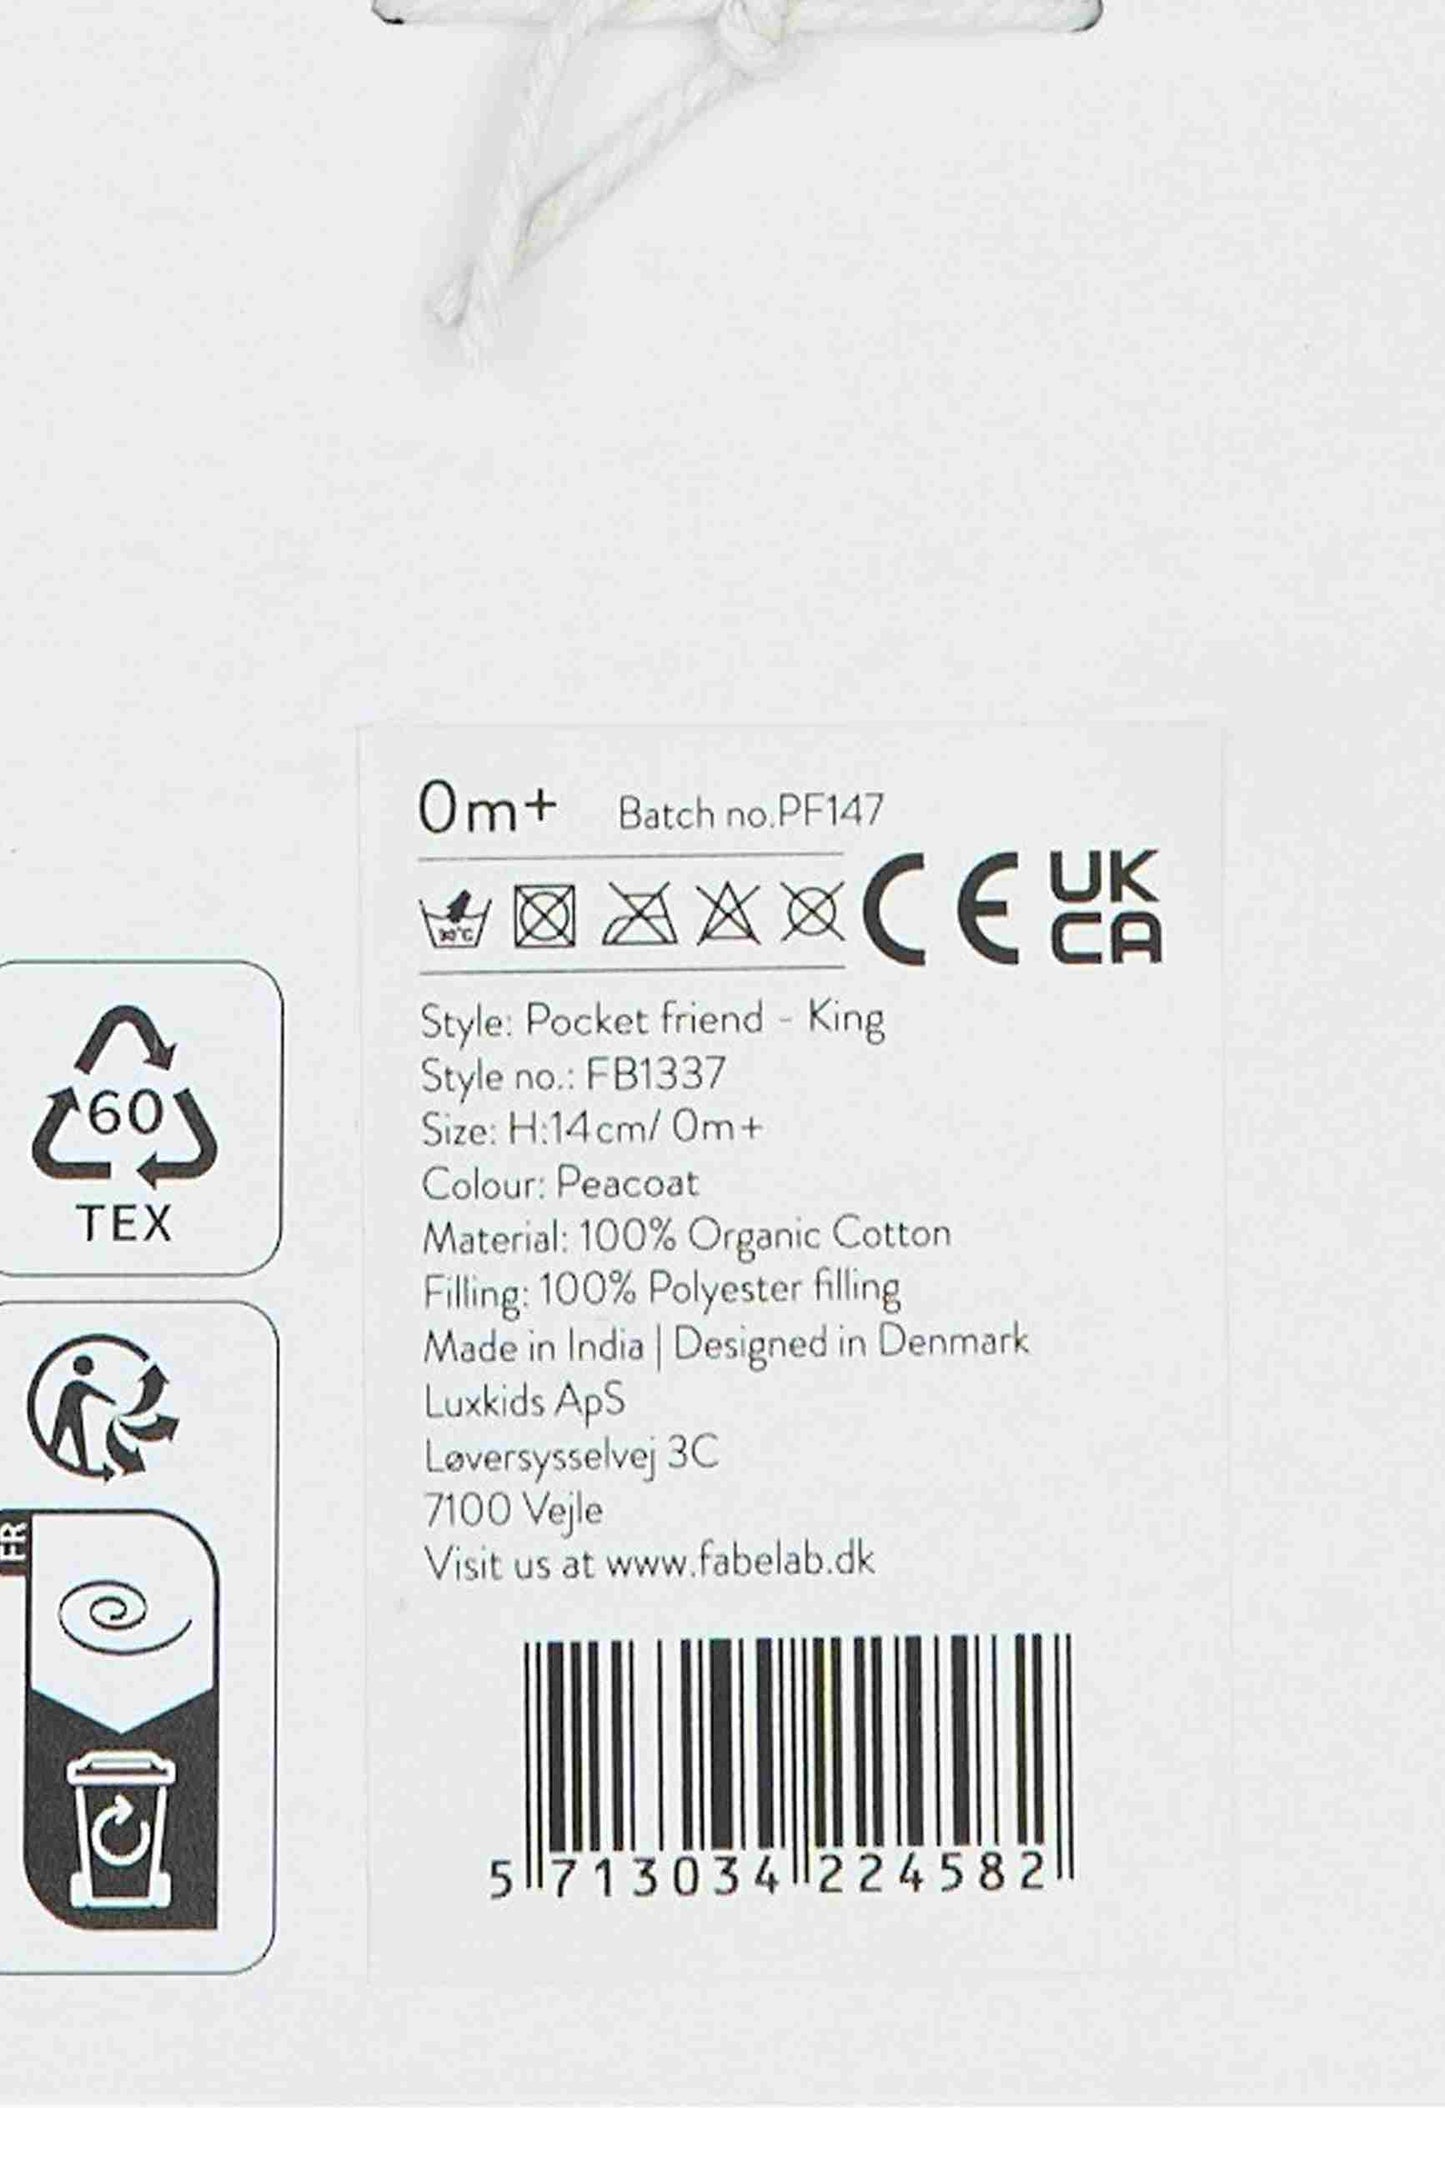 0m+ Batch no.PF147
30°C
CE UK
CA
Style: Pocket friend - King
Style no.: FB1337
Size: H:14cm/ 0m+
Colour: Peacoat
Material: 100% Organic Cotton
Filling: 100% Polyester filling
Made in India | Designed in Denmark
Luxkids ApS
Løversysselvej 3C
7100 Vejle
Visit us at www.fabelab.dk
5 713034 224582
60
TEX
FR